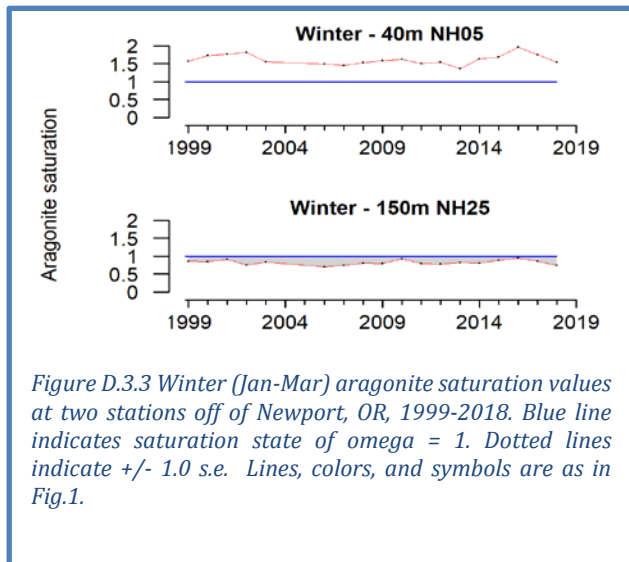 Winter - 40m NH05
2
1.5
1
0.5
0
1999 2004 2009 2014 2019
Aragonite saturation
Winter - 150m NH25
2
1.5
1
0.5
0
1999 2004 2009 2014 2019
Figure D.3.3 Winter (Jan-Mar) aragonite saturation values
at two stations off of Newport, OR, 1999-2018. Blue line
indicates saturation state of omega = 1. Dotted lines
indicate +/- 1.0 s.e. Lines, colors, and symbols are as in
Fig.1.